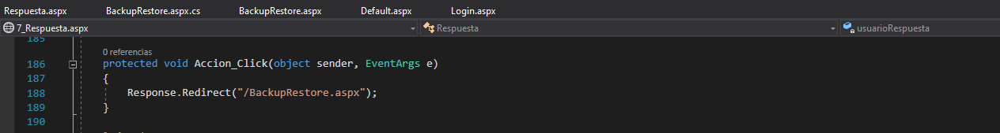 Respuesta.aspx BackupRestore.aspx.cs BackupRestore.aspx Default.aspx Login.aspx
7_Respuesta.aspx Respuesta usuarioRespuesta
185
0 referencias
186 protected void Accion_Click(object sender, EventArgs e)
187 {
188 Response.Redirect("/BackupRestore.aspx");
189 }
190